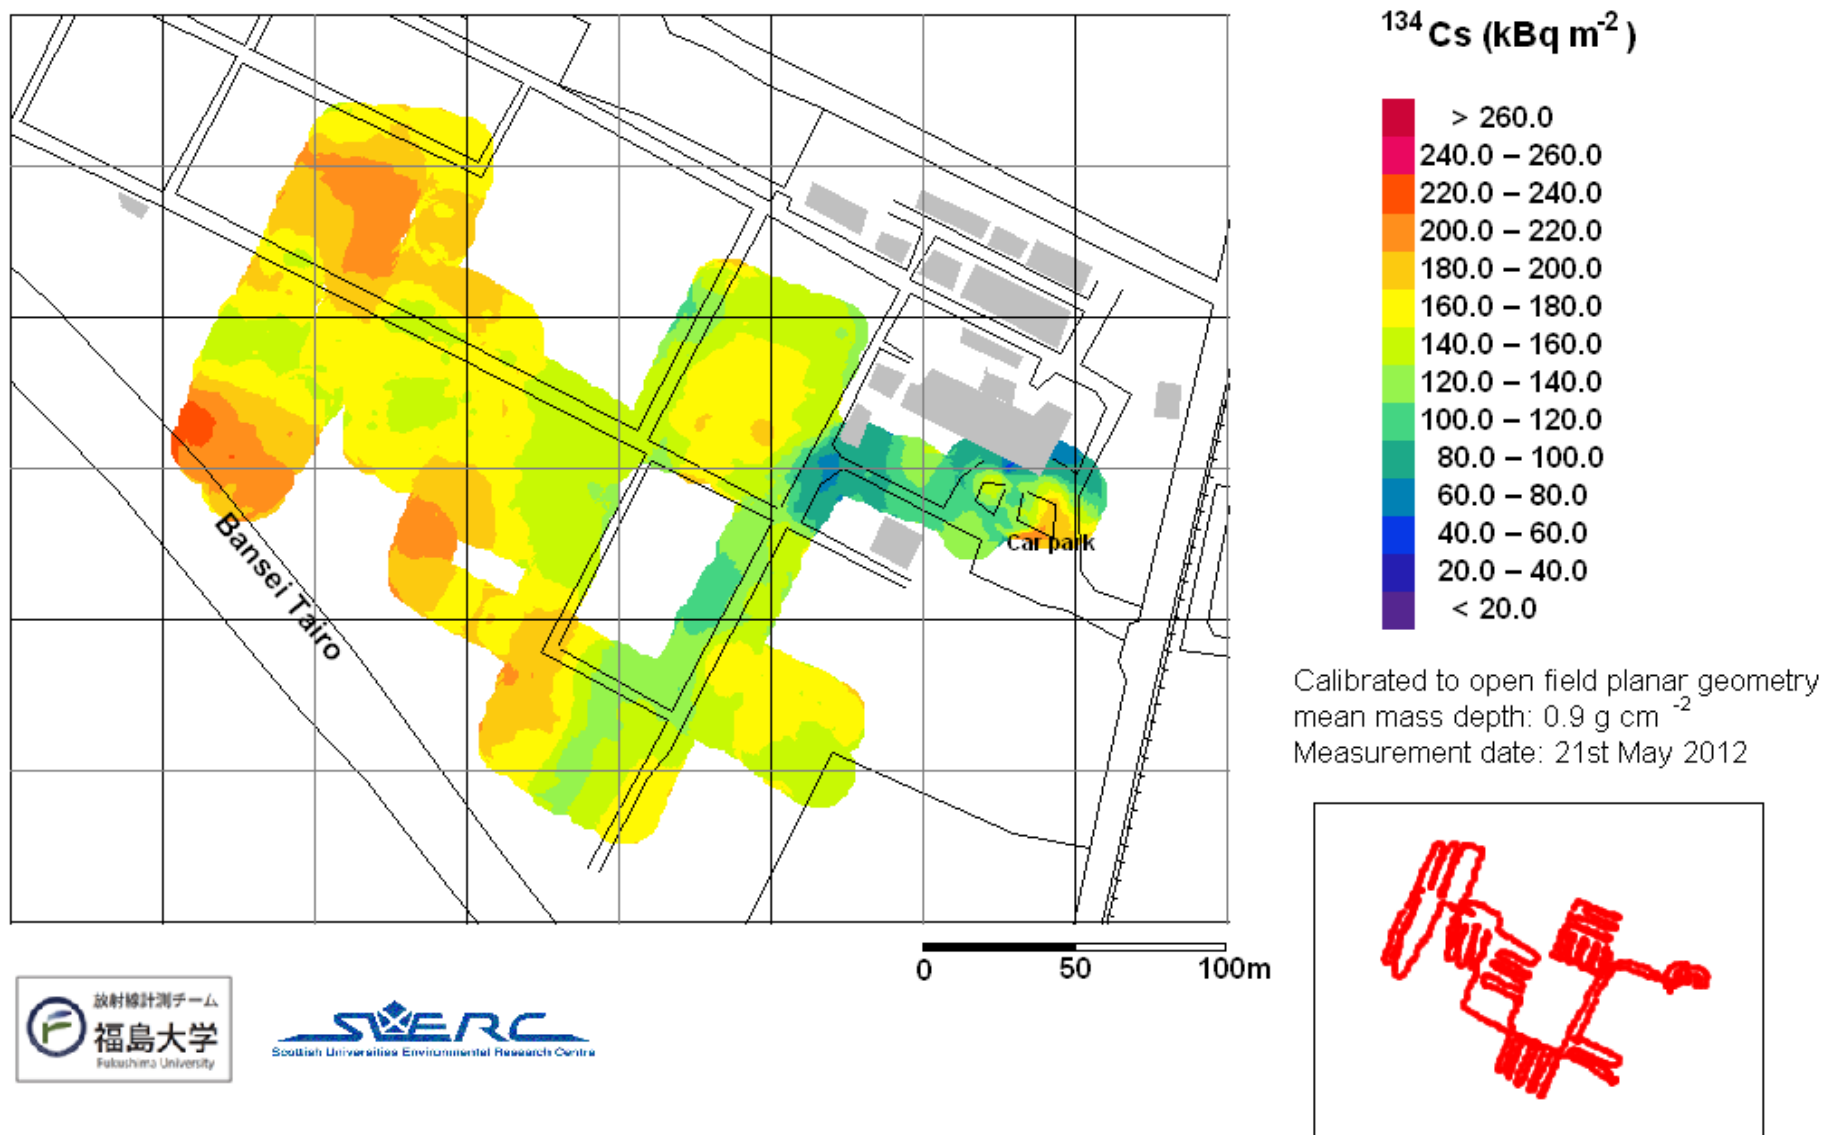 ¹³⁴Cs (kBq m⁻²)
> 260.0
240.0 – 260.0
220.0 – 240.0
200.0 – 220.0
180.0 – 200.0
160.0 – 180.0
140.0 – 160.0
120.0 – 140.0
100.0 – 120.0
80.0 – 100.0
60.0 – 80.0
40.0 – 60.0
20.0 – 40.0
< 20.0
Car park
Bansei Tairo
Calibrated to open field planar geometry
mean mass depth: 0.9 g cm ⁻²
Measurement date: 21st May 2012
0 50 100m
放射線計測チーム
福島大学
Fukushima University
SUERC
Scottish Universities Environmental Research Centre